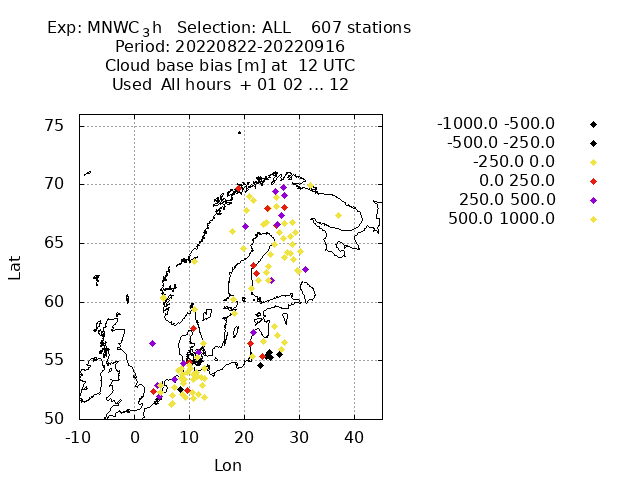 Exp: MNWC₃h   Selection: ALL    607 stations
Period: 20220822-20220916
Cloud base bias [m] at  12 UTC
Used  All hours  + 01 02 ... 12
-1000.0 -500.0
-500.0 -250.0
-250.0 0.0
0.0 250.0
250.0 500.0
500.0 1000.0
75
70
65
60
55
50
Lat
-10 0 10 20 30 40
Lon